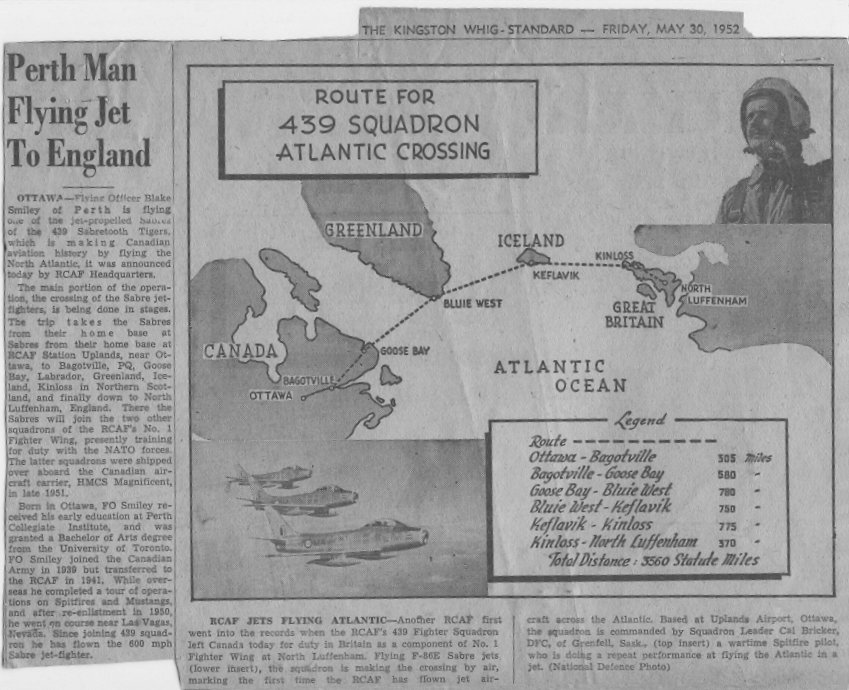 THE KINGSTON WHIG-STANDARD — FRIDAY, MAY 30, 1952
Perth Man
Flying Jet
To England
OTTAWA—Flying Officer Blake
Smiley of Perth is flying
one of the jet-propelled Sabres
of the 439 Sabretooth Tigers,
which is making Canadian
aviation history by flying the
North Atlantic, it was announced
today by RCAF Headquarters.
The main portion of the opera-
tion, the crossing of the Sabre jet-
fighters, is being done in stages.
The trip takes the Sabres
from their home base at
Sabres from their home base at
RCAF Station Uplands, near Ot-
tawa, to Bagotville, PQ, Goose
Bay, Labrador, Greenland, Ice-
land, Kinloss in Northern Scot-
land, and finally down to North
Luffenham, England. There the
Sabres will join the two other
squadrons of the RCAF's No. 1
Fighter Wing, presently training
for duty with the NATO forces.
The latter squadrons were shipped
over aboard the Canadian air-
craft carrier, HMCS Magnificent,
in late 1951.
Born in Ottawa, FO Smiley re-
ceived his early education at Perth
Collegiate Institute, and was
granted a Bachelor of Arts degree
from the University of Toronto.
FO Smiley joined the Canadian
Army in 1939 but transferred to
the RCAF in 1941. While over-
seas he completed a tour of opera-
tions on Spitfires and Mustangs,
and after re-enlistment in 1950,
he went on course near Las Vagas,
Nevada. Since joining 439 squad-
ron he has flown the 600 mph
Sabre jet-fighter.
ROUTE FOR
439 SQUADRON
ATLANTIC CROSSING
GREENLAND
ICELAND
KEFLAVIK
KINLOSS
NORTH
LUFFENHAM
GREAT
BRITAIN
BLUIE WEST
CANADA
GOOSE BAY
BAGOTVILLE
OTTAWA
ATLANTIC
OCEAN
Legend
Route
Ottawa - Bagotville 305 Miles
Bagotville - Goose Bay 580 "
Goose Bay - Bluie West 780 "
Bluie West - Keflavik 750 "
Keflavik - Kinloss 775 "
Kinloss - North Luffenham 370 "
Total Distance : 3560 Statute Miles
RCAF JETS FLYING ATLANTIC—Another RCAF first
went into the records when the RCAF's 439 Fighter Squadron
left Canada today for duty in Britain as a component of No. 1
Fighter Wing at North Luffenham. Flying F-86E Sabre jets
(lower insert), the squadron is making the crossing by air,
marking the first time the RCAF has flown jet air-
craft across the Atlantic. Based at Uplands Airport, Ottawa,
the squadron is commanded by Squadron Leader Cal Bricker,
DFC, of Grenfell, Sask., (top insert) a wartime Spitfire pilot,
who is doing a repeat performance at flying the Atlantic in a
jet. (National Defence Photo)